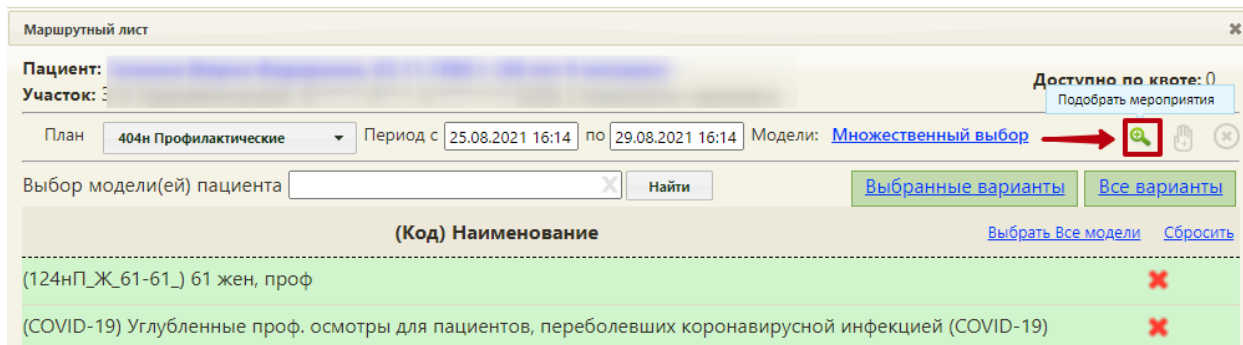 Маршрутный лист
Пациент:
Участок:
Доступно по квоте: 0
Подобрать мероприятия
План 404н Профилактические Период с 25.08.2021 16:14 по 29.08.2021 16:14 Модели: Множественный выбор
Выбор модели(ей) пациента Найти Выбранные варианты Все варианты
(Код) Наименование Выбрать Все модели Сбросить
(124нП_Ж_61-61_) 61 жен, проф
(COVID-19) Углубленные проф. осмотры для пациентов, переболевших коронавирусной инфекцией (COVID-19)